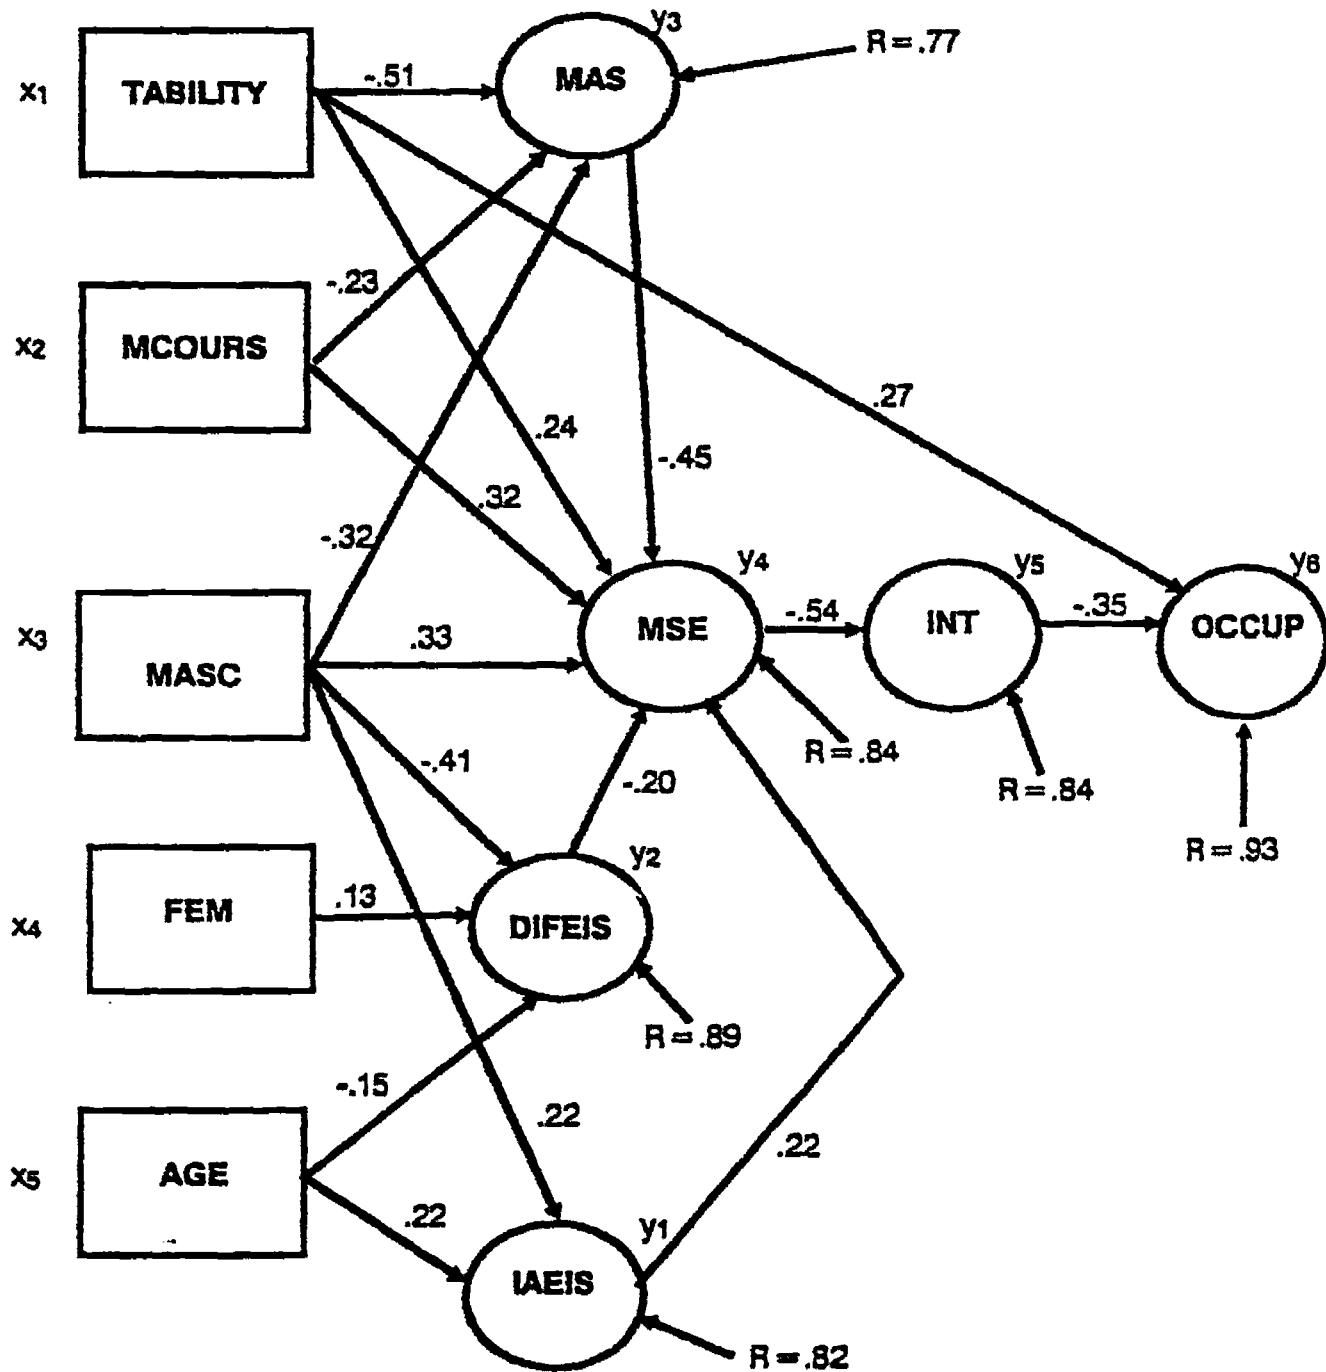 y3
R = .77
x1
TABILITY
-.51
MAS
-.23
x2
MCOURS
.27
.24
-.45
.32
-.32
y4
y5
y6
x3
MASC
.33
MSE
-.54
INT
-.35
OCCUP
-.41
-.20
R = .84
R = .84
R = .93
y2
x4
FEM
.13
DIFEIS
R = .89
-.15
.22
.22
x5
AGE
.22
y1
IAEIS
R = .82